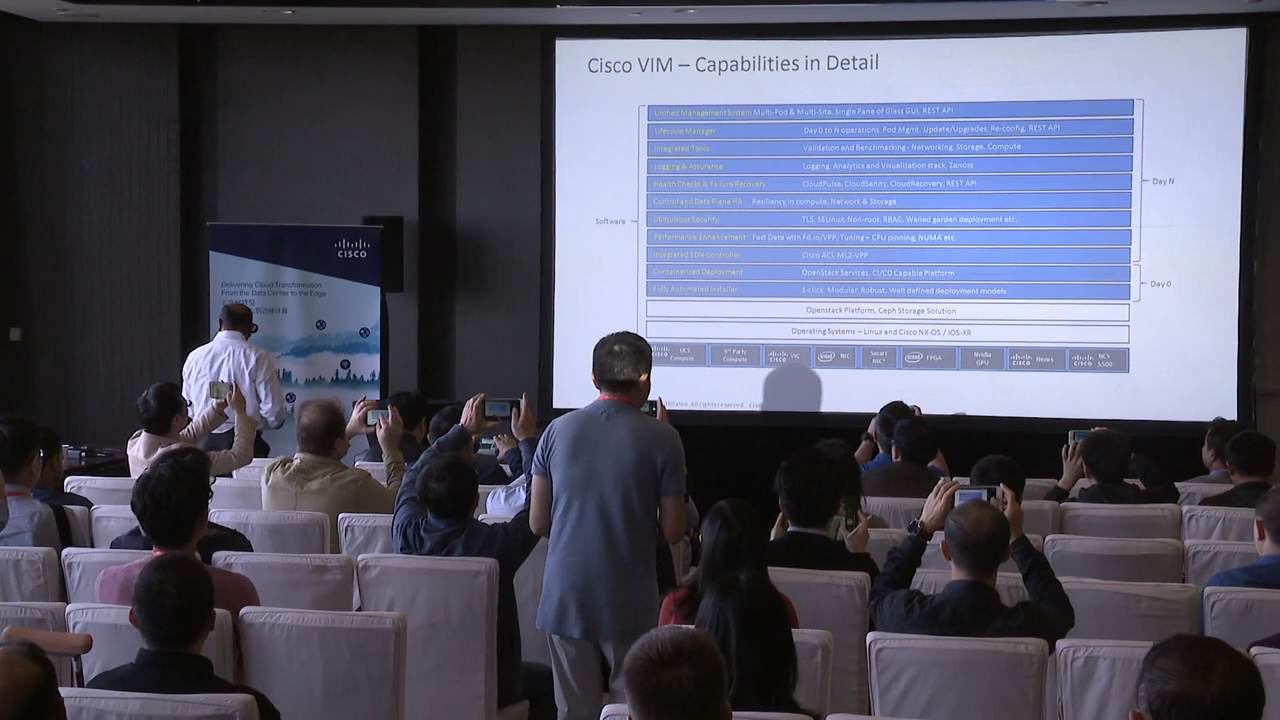 Cisco VIM – Capabilities in Detail
Unified Management System Multi-Pod & Multi-Site, Single Pane of Glass GUI, REST API
Lifecycle Manager Day 0 to N operations, Pod Mgmt, Update/Upgrades, Re-config, REST API
Integrated Tools Validation and Benchmarking - Networking, Storage, Compute
Logging & Assurance Logging, Analytics and Visualization stack, Zenoss
Health Checks & Failure Recovery CloudPulse, CloudSanity, CloudRecovery, REST API
Control and Data Plane HA Resiliency in compute, Network & Storage
Ubiquitous Security TLS, SELinux, Non-root, RBAC, Walled garden deployment etc.
Performance Enhancement Fast Data with Fd.io/VPP, Tuning – CPU pinning, NUMA etc.
Integrated SDN Controller Cisco ACI, ML2-VPP
Containerized Deployment OpenStack Services, CI/CD Capable Platform
Fully Automated Installer 1-click, Modular, Robust, Well defined deployment models
Software
Day N
Day 0
Openstack Platform, Ceph Storage Solution
Operating Systems – Linux and Cisco NX-OS / IOS-XR
cisco UCS Compute
3rd Party Compute
cisco VIC
intel NIC
Smart NIC*
intel FPGA
Nvidia GPU
cisco Nexus
cisco NCS 5500
All rights reserved.
CISCO
Delivering Cloud Transformation
From the Data Center to the Edge